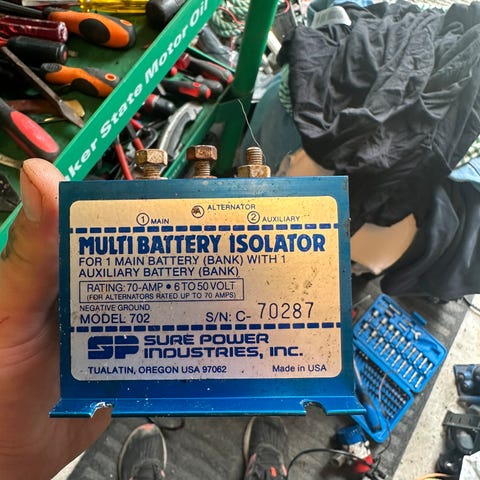 ker State Motor Oil
ALTERNATOR
A
1 MAIN
2 AUXILIARY
MULTI BATTERY ISOLATOR
FOR 1 MAIN BATTERY (BANK) WITH 1
AUXILIARY BATTERY (BANK)
RATING: 70-AMP • 6 TO 50 VOLT
(FOR ALTERNATORS RATED UP TO 70 AMPS)
NEGATIVE GROUND
MODEL 702 S/N: C- 70287
SP SURE POWER
INDUSTRIES, INC.
TUALATIN, OREGON USA 97062 Made in USA